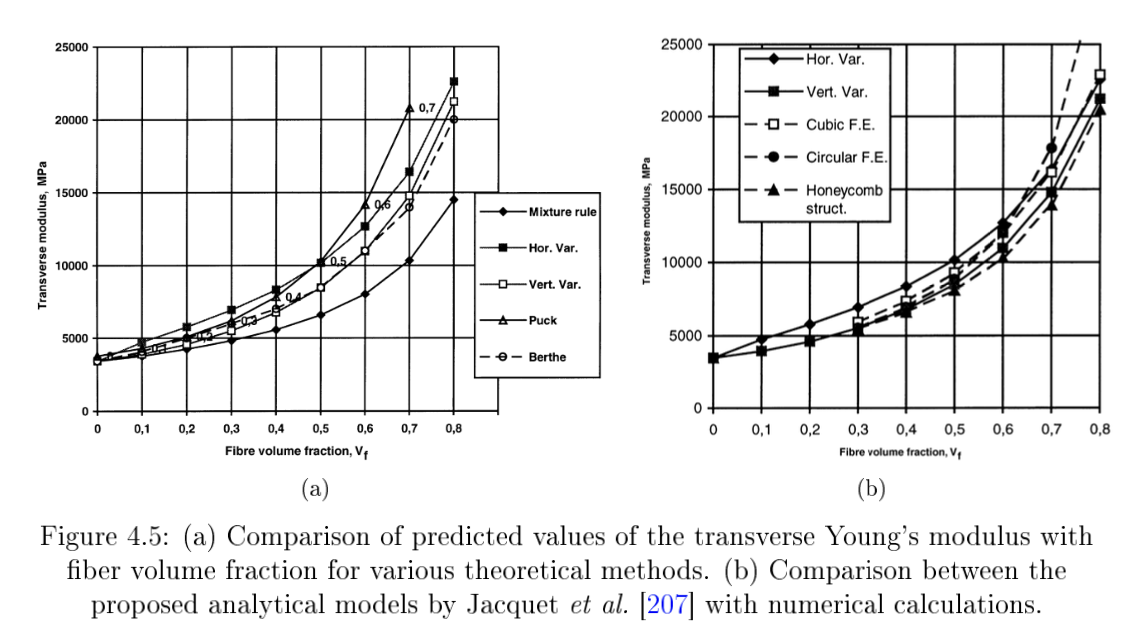 25000
20000
15000
10000
5000
0
Transverse modulus, MPa
0 0,1 0,2 0,3 0,4 0,5 0,6 0,7 0,8
Fibre volume fraction, Vf
0,2
0,3
0,4
0,5
0,6
0,7
Mixture rule
Hor. Var.
Vert. Var.
Puck
Berthe
(a)
25000
20000
15000
10000
5000
0
Transverse modulus, MPa
0 0,1 0,2 0,3 0,4 0,5 0,6 0,7 0,8
Fibre volume fraction, Vf
Hor. Var.
Vert. Var.
Cubic F.E.
Circular F.E.
Honeycomb
struct.
(b)
Figure 4.5: (a) Comparison of predicted values of the transverse Young's modulus with
fiber volume fraction for various theoretical methods. (b) Comparison between the
proposed analytical models by Jacquet et al. [207] with numerical calculations.